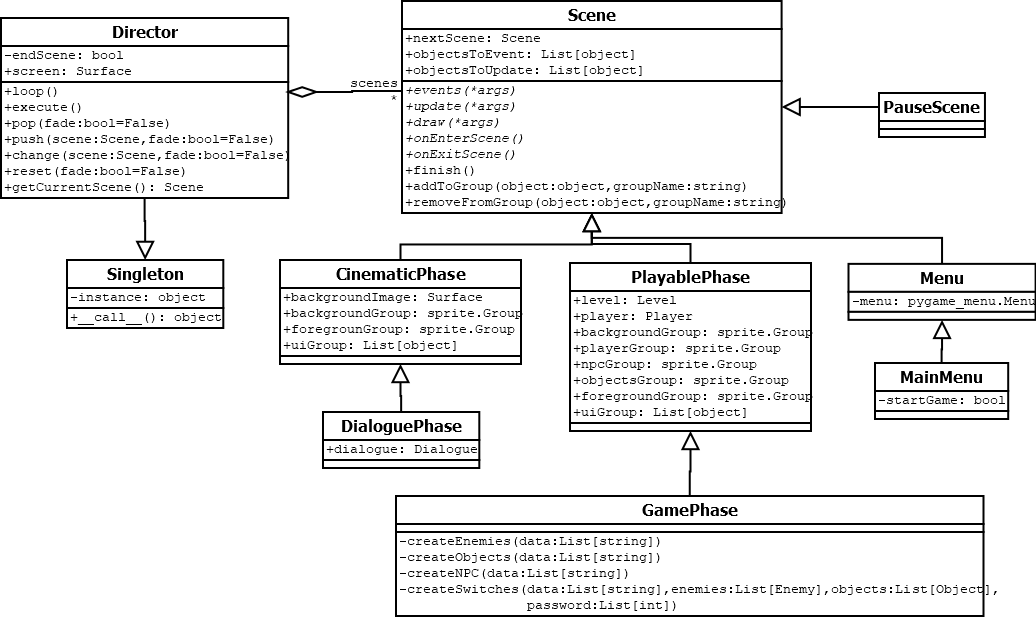 Director
-endScene: bool
+screen: Surface
+loop()
+execute()
+pop(fade:bool=False)
+push(scene:Scene,fade:bool=False)
+change(scene:Scene,fade:bool=False)
+reset(fade:bool=False)
+getCurrentScene(): Scene
scenes
*
Scene
+nextScene: Scene
+objectsToEvent: List[object]
+objectsToUpdate: List[object]
+events(*args)
+update(*args)
+draw(*args)
+onEnterScene()
+onExitScene()
+finish()
+addToGroup(object:object,groupName:string)
+removeFromGroup(object:object,groupName:string)
PauseScene
Singleton
-instance: object
+__call__(): object
CinematicPhase
+backgroundImage: Surface
+backgroundGroup: sprite.Group
+foregrounGroup: sprite.Group
+uiGroup: List[object]
PlayablePhase
+level: Level
+player: Player
+backgroundGroup: sprite.Group
+playerGroup: sprite.Group
+npcGroup: sprite.Group
+objectsGroup: sprite.Group
+foregroundGroup: sprite.Group
+uiGroup: List[object]
Menu
-menu: pygame_menu.Menu
MainMenu
-startGame: bool
DialoguePhase
+dialogue: Dialogue
GamePhase
-createEnemies(data:List[string])
-createObjects(data:List[string])
-createNPC(data:List[string])
-createSwitches(data:List[string],enemies:List[Enemy],objects:List[Object],
password:List[int])